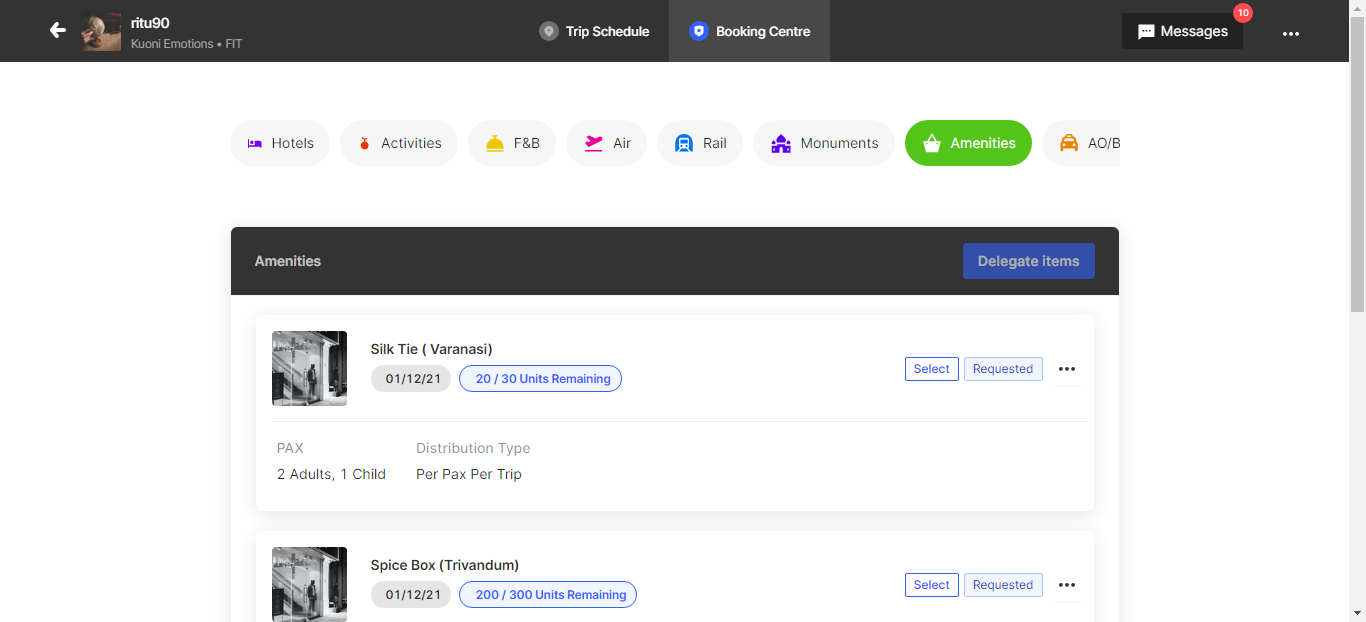 ritu90
Kuoni Emotions • FIT
Trip Schedule
Booking Centre
Messages
10
Hotels
Activities
F&B
Air
Rail
Monuments
Amenities
AO/B
Amenities
Delegate items
Silk Tie ( Varanasi)
01/12/21
20 / 30 Units Remaining
Select
Requested
PAX
Distribution Type
2 Adults, 1 Child
Per Pax Per Trip
Spice Box (Trivandum)
01/12/21
200 / 300 Units Remaining
Select
Requested